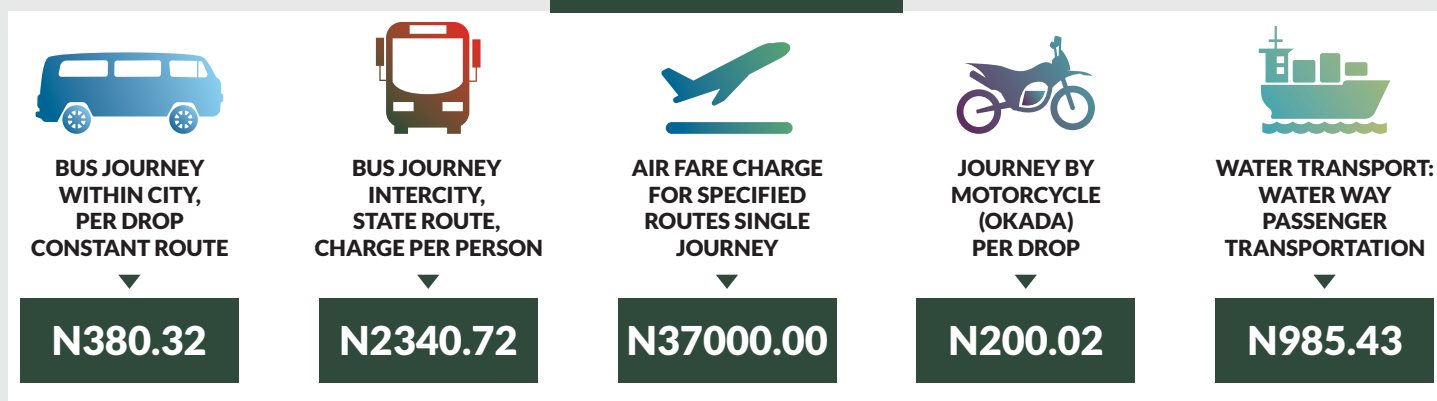 BUS JOURNEY
WITHIN CITY,
PER DROP
CONSTANT ROUTE
N380.32
BUS JOURNEY
INTERCITY,
STATE ROUTE,
CHARGE PER PERSON
N2340.72
AIR FARE CHARGE
FOR SPECIFIED
ROUTES SINGLE
JOURNEY
N37000.00
JOURNEY BY
MOTORCYCLE
(OKADA)
PER DROP
N200.02
WATER TRANSPORT:
WATER WAY
PASSENGER
TRANSPORTATION
N985.43